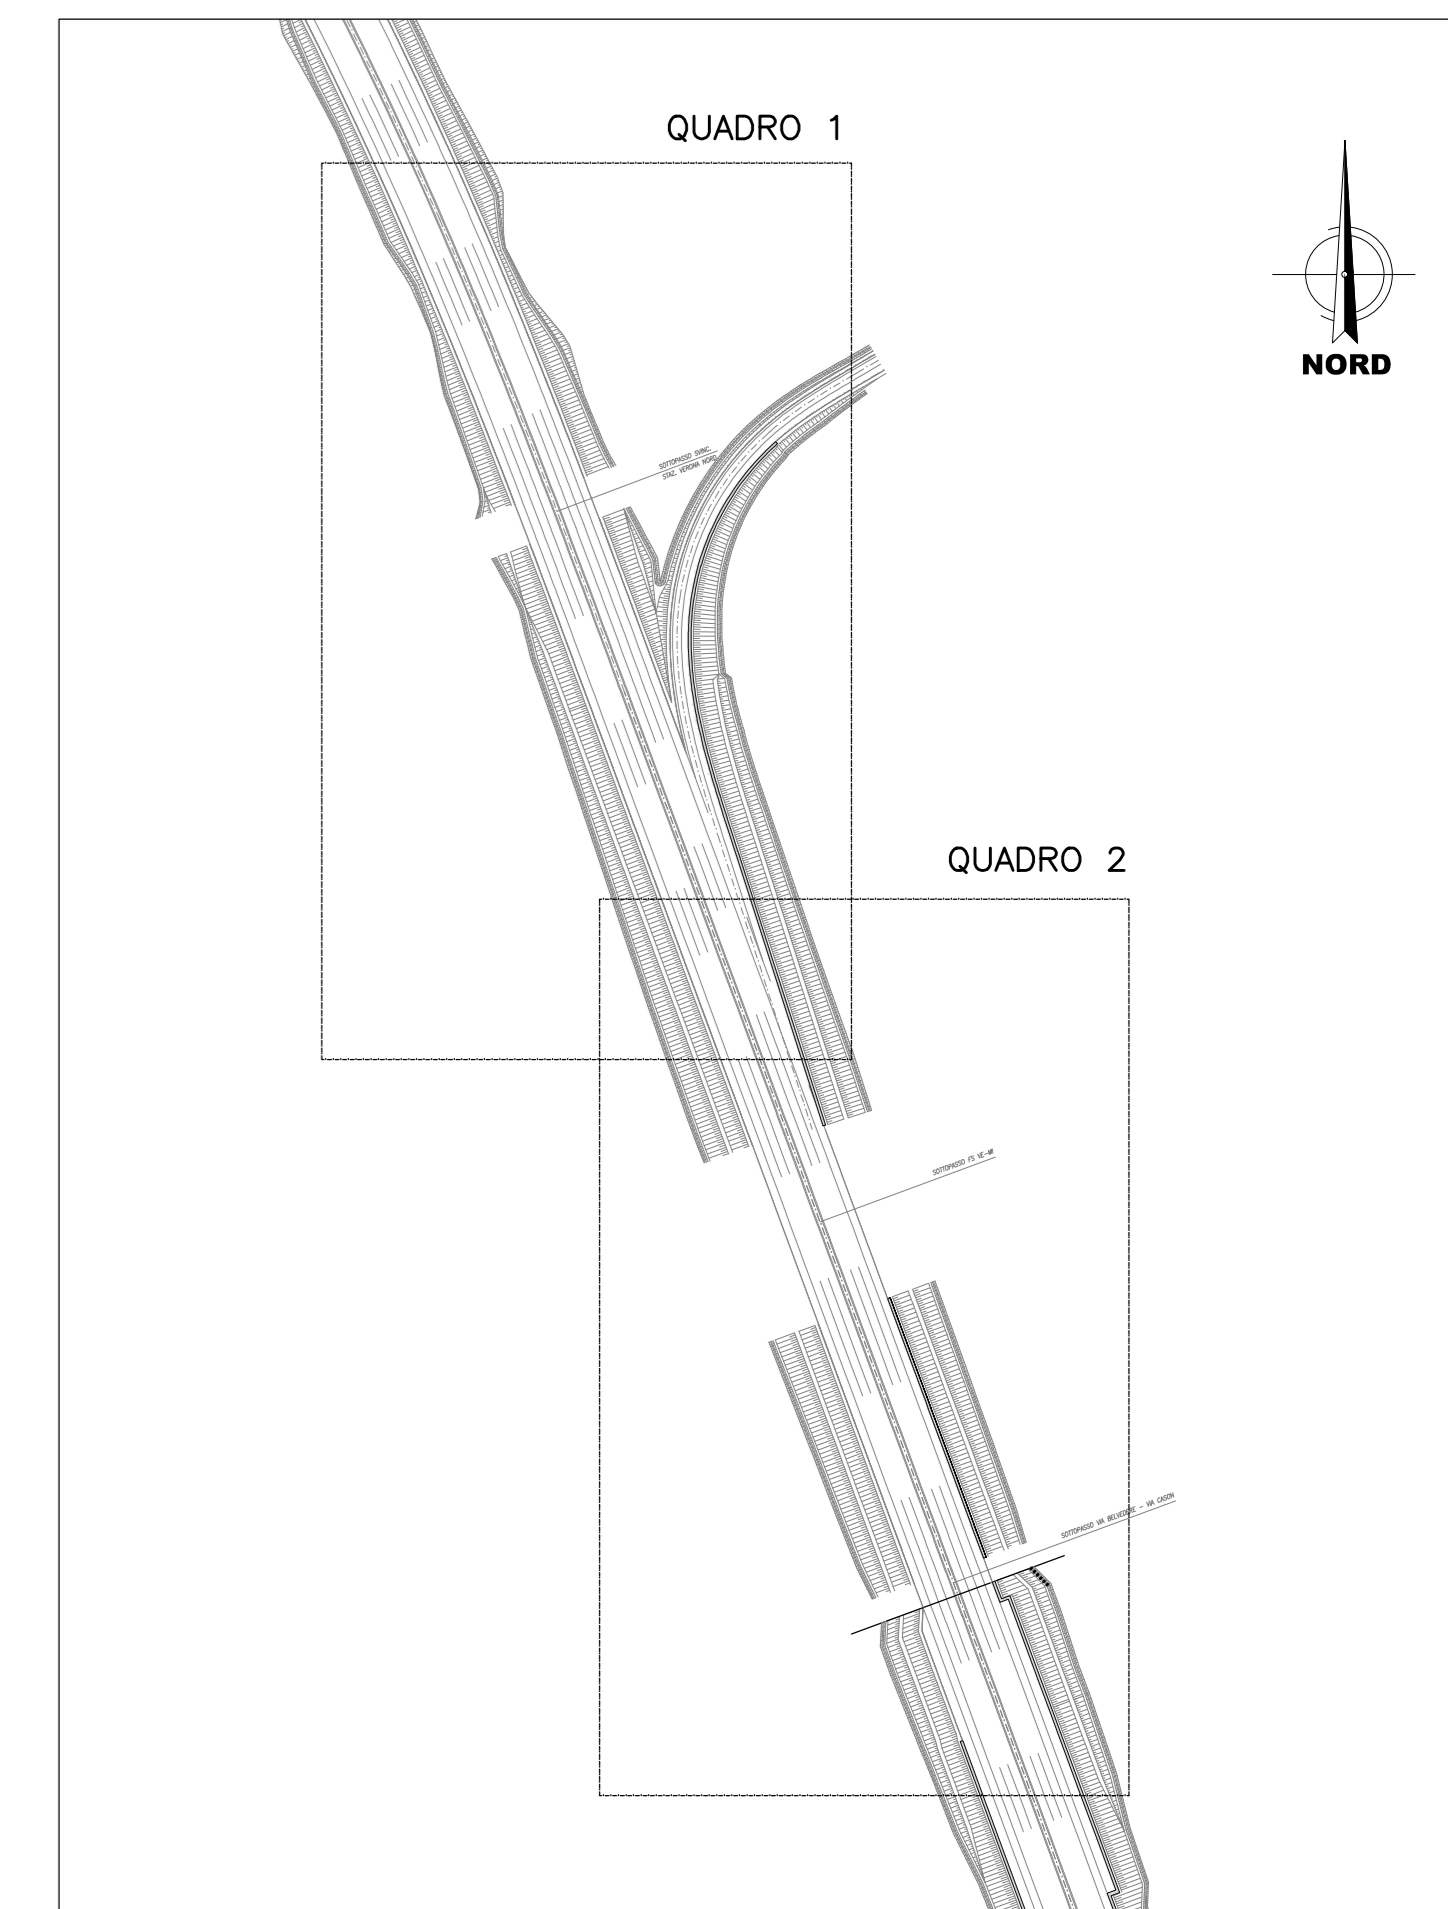 QUADRO 1
NORD
SOTTOPASSO SVINC.
STAZ. VERONA NORD
QUADRO 2
SOTTOPASSO FS VE-MI
SOTTOPASSO VIA BELVEDERE - VIA CASON